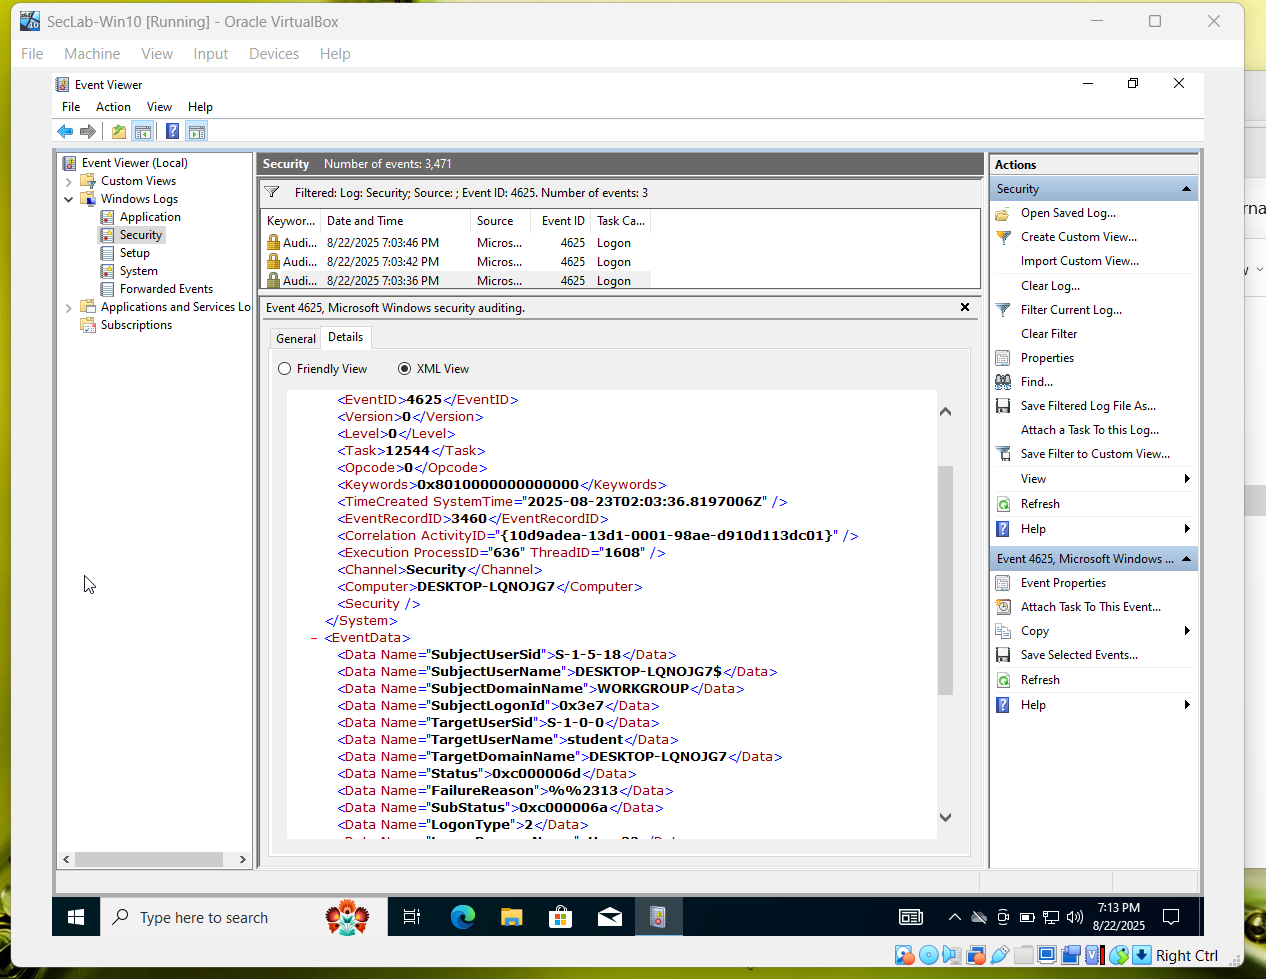 SecLab-Win10 [Running] - Oracle VirtualBox
File Machine View Input Devices Help
Event Viewer
File Action View Help
Event Viewer (Local)
Custom Views
Windows Logs
Application
Security
Setup
System
Forwarded Events
Applications and Services Lo
Subscriptions
Security Number of events: 3,471
Filtered: Log: Security; Source: ; Event ID: 4625. Number of events: 3
Keywor... Date and Time Source Event ID Task Ca...
Audi... 8/22/2025 7:03:46 PM Micros... 4625 Logon
Audi... 8/22/2025 7:03:42 PM Micros... 4625 Logon
Audi... 8/22/2025 7:03:36 PM Micros... 4625 Logon
Event 4625, Microsoft Windows security auditing.
General Details
Friendly View XML View
<EventID>4625</EventID>
<Version>0</Version>
<Level>0</Level>
<Task>12544</Task>
<Opcode>0</Opcode>
<Keywords>0x8010000000000000</Keywords>
<TimeCreated SystemTime="2025-08-23T02:03:36.8197006Z" />
<EventRecordID>3460</EventRecordID>
<Correlation ActivityID="{10d9adea-13d1-0001-98ae-d910d113dc01}" />
<Execution ProcessID="636" ThreadID="1608" />
<Channel>Security</Channel>
<Computer>DESKTOP-LQNOJG7</Computer>
<Security />
</System>
- <EventData>
<Data Name="SubjectUserSid">S-1-5-18</Data>
<Data Name="SubjectUserName">DESKTOP-LQNOJG7$</Data>
<Data Name="SubjectDomainName">WORKGROUP</Data>
<Data Name="SubjectLogonId">0x3e7</Data>
<Data Name="TargetUserSid">S-1-0-0</Data>
<Data Name="TargetUserName">student</Data>
<Data Name="TargetDomainName">DESKTOP-LQNOJG7</Data>
<Data Name="Status">0xc000006d</Data>
<Data Name="FailureReason">%%2313</Data>
<Data Name="SubStatus">0xc000006a</Data>
<Data Name="LogonType">2</Data>
Actions
Security
Open Saved Log...
Create Custom View...
Import Custom View...
Clear Log...
Filter Current Log...
Clear Filter
Properties
Find...
Save Filtered Log File As...
Attach a Task To this Log...
Save Filter to Custom View...
View
Refresh
Help
Event 4625, Microsoft Windows ...
Event Properties
Attach Task To This Event...
Copy
Save Selected Events...
Refresh
Help
Type here to search
7:13 PM
8/22/2025
Right Ctrl